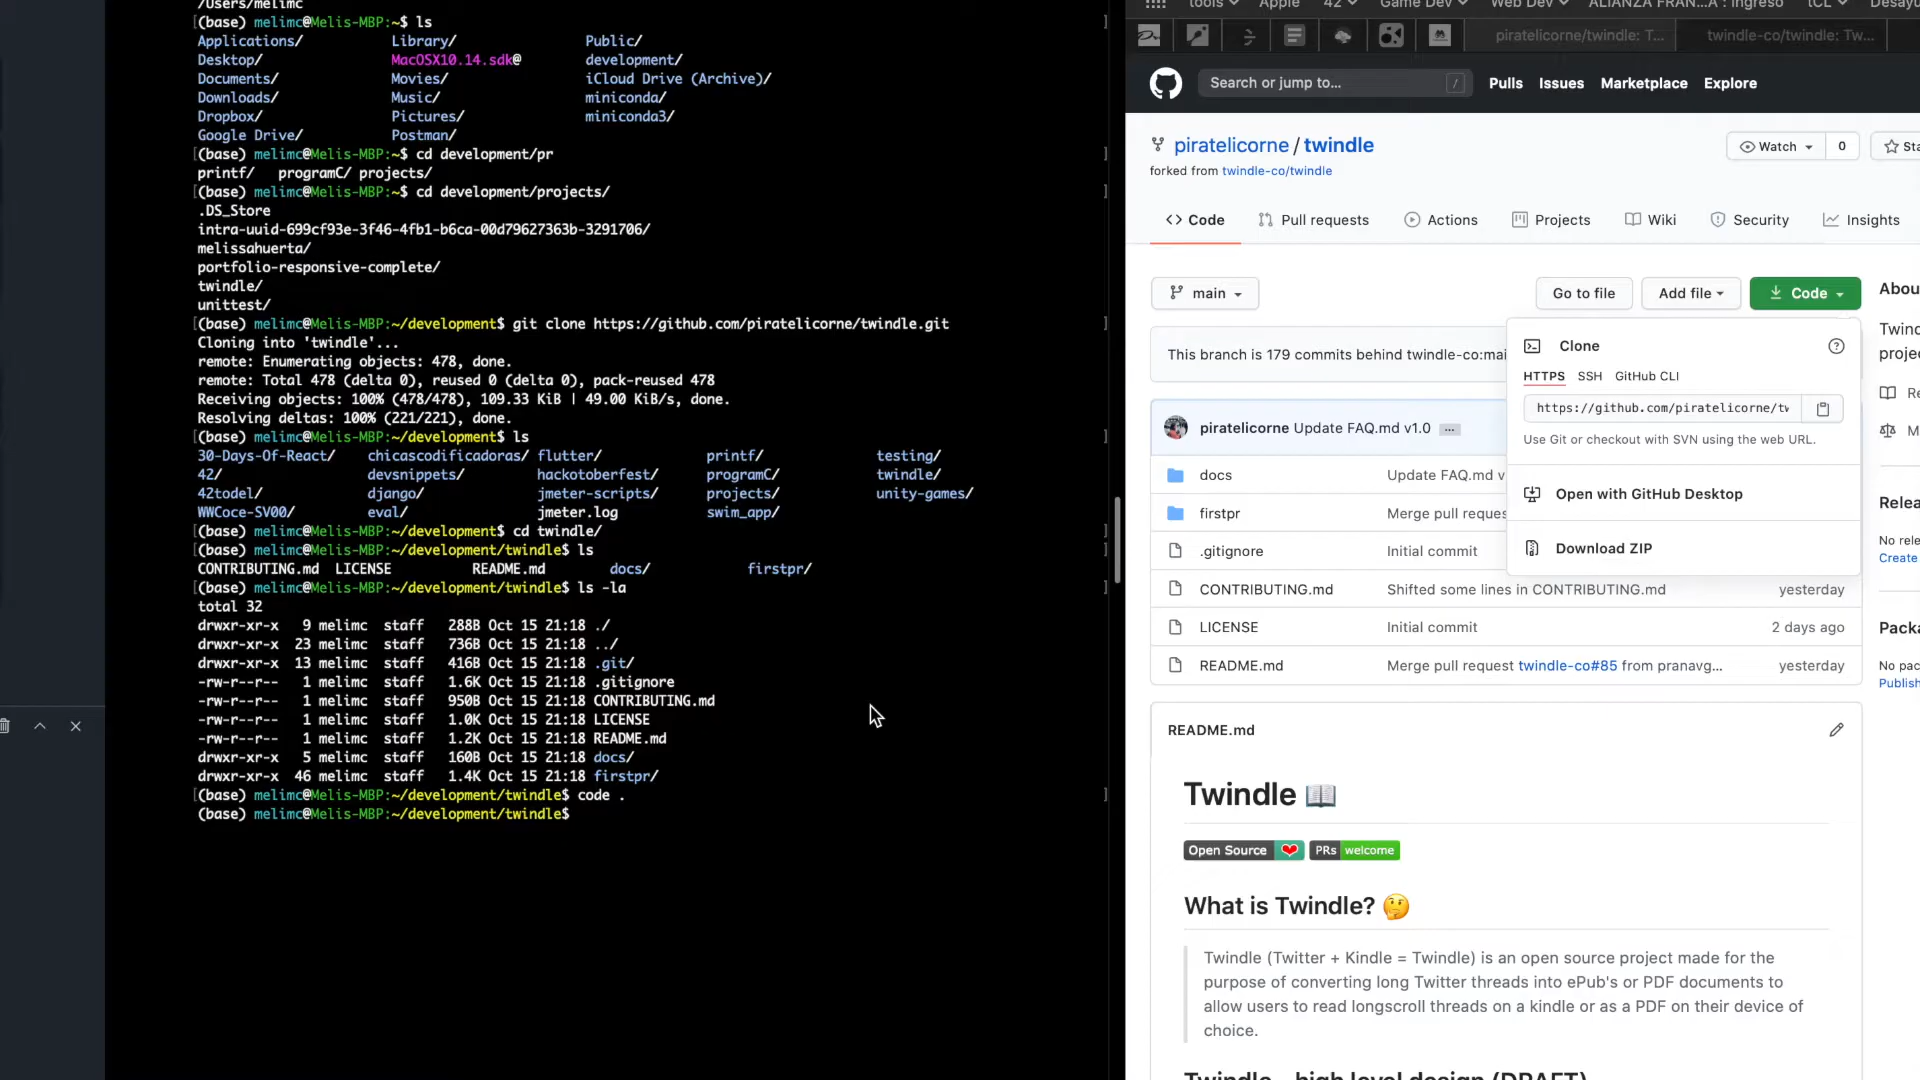 /Users/melimc
(base) melimc@Melis-MBP:~$ ls
Applications/ Library/ Public/
Desktop/ MacOSX10.14.sdk@ development/
Documents/ Movies/ iCloud Drive (Archive)/
Downloads/ Music/ miniconda/
Dropbox/ Pictures/ miniconda3/
Google Drive/ Postman/
(base) melimc@Melis-MBP:~$ cd development/pr
printf/ programC/ projects/
(base) melimc@Melis-MBP:~$ cd development/projects/
.DS_Store
intra-uuid-699cf93e-3f46-4fb1-b6ca-00d79627363b-3291706/
melissahuerta/
portfolio-responsive-complete/
twindle/
unittest/
(base) melimc@Melis-MBP:~/development$ git clone https://github.com/piratelicorne/twindle.git
Cloning into 'twindle'...
remote: Enumerating objects: 478, done.
remote: Total 478 (delta 0), reused 0 (delta 0), pack-reused 478
Receiving objects: 100% (478/478), 109.33 KiB | 49.00 KiB/s, done.
Resolving deltas: 100% (221/221), done.
(base) melimc@Melis-MBP:~/development$ ls
30-Days-Of-React/ chicascodificadoras/ flutter/ printf/ testing/
42/ devsnippets/ hackotoberfest/ programC/ twindle/
42todel/ django/ jmeter-scripts/ projects/ unity-games/
WWCoce-SV00/ eval/ jmeter.log swim_app/
(base) melimc@Melis-MBP:~/development$ cd twindle/
(base) melimc@Melis-MBP:~/development/twindle$ ls
CONTRIBUTING.md LICENSE README.md docs/ firstpr/
(base) melimc@Melis-MBP:~/development/twindle$ ls -la
total 32
drwxr-xr-x 9 melimc staff 288B Oct 15 21:18 ./
drwxr-xr-x 23 melimc staff 736B Oct 15 21:18 ../
drwxr-xr-x 13 melimc staff 416B Oct 15 21:18 .git/
-rw-r--r-- 1 melimc staff 1.6K Oct 15 21:18 .gitignore
-rw-r--r-- 1 melimc staff 950B Oct 15 21:18 CONTRIBUTING.md
-rw-r--r-- 1 melimc staff 1.0K Oct 15 21:18 LICENSE
-rw-r--r-- 1 melimc staff 1.2K Oct 15 21:18 README.md
drwxr-xr-x 5 melimc staff 160B Oct 15 21:18 docs/
drwxr-xr-x 46 melimc staff 1.4K Oct 15 21:18 firstpr/
(base) melimc@Melis-MBP:~/development/twindle$ code .
(base) melimc@Melis-MBP:~/development/twindle$
tools Apple 42 Game Dev Web Dev ALIANZA FRAN...A : Ingreso tCL Desayu
piratelicorne/twindle: T... twindle-co/twindle: Tw...
Search or jump to... / Pulls Issues Marketplace Explore
piratelicorne / twindle Watch 0 Sta
forked from twindle-co/twindle
Code Pull requests Actions Projects Wiki Security Insights
main Go to file Add file Code Abou
This branch is 179 commits behind twindle-co:mai
Clone
HTTPS SSH GitHub CLI
https://github.com/piratelicorne/tw
Use Git or checkout with SVN using the web URL.
Open with GitHub Desktop
Download ZIP
piratelicorne Update FAQ.md v1.0 ...
docs Update FAQ.md v
firstpr Merge pull reques
.gitignore Initial commit
CONTRIBUTING.md Shifted some lines in CONTRIBUTING.md yesterday
LICENSE Initial commit 2 days ago
README.md Merge pull request twindle-co#85 from pranavg... yesterday
Twind
projec
Re
M
Relea
No rele
Create
Packa
No pac
Publish
README.md
Twindle 📖
Open Source ❤ PRs welcome
What is Twindle? 🤔
Twindle (Twitter + Kindle = Twindle) is an open source project made for the
purpose of converting long Twitter threads into ePub's or PDF documents to
allow users to read longscroll threads on a kindle or as a PDF on their device of
choice.
Twindle - high level design (DRAFT)